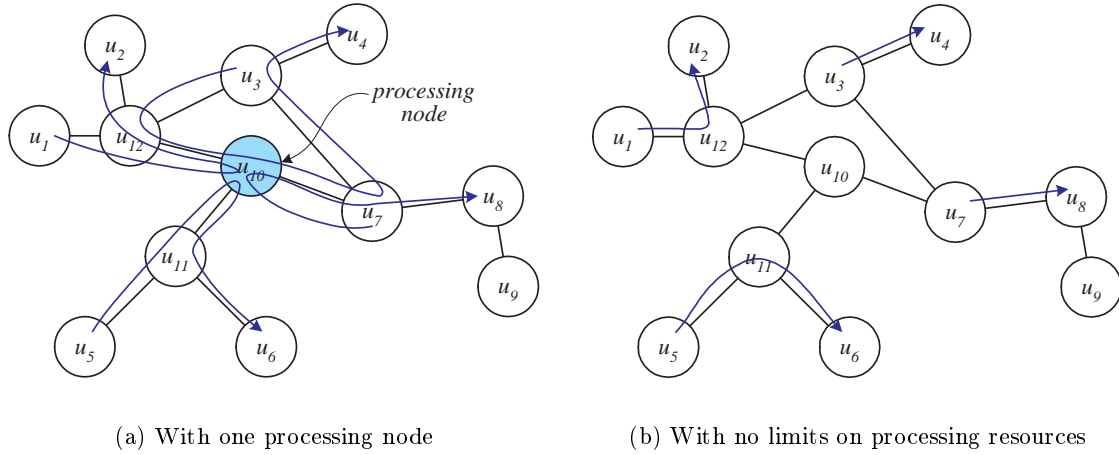 u₂
u₄
u₃
processing
node
u₁
u₁₂
u₁₀
u₈
u₇
u₁₁
u₉
u₅
u₆
(a) With one processing node
u₂
u₄
u₃
u₁
u₁₂
u₁₀
u₈
u₇
u₁₁
u₉
u₅
u₆
(b) With no limits on processing resources